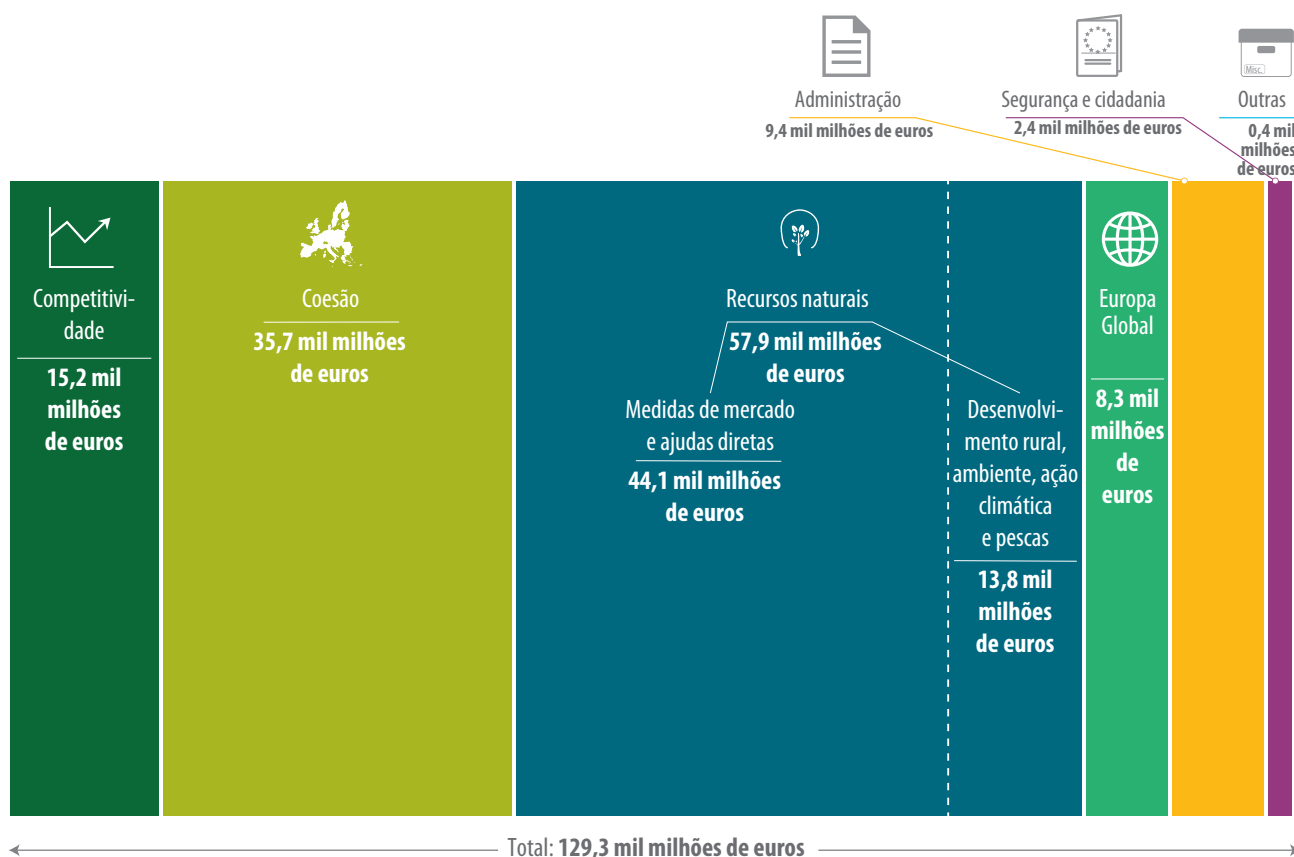 Administração
9,4 mil milhões de euros
Segurança e cidadania
2,4 mil milhões de euros
Misc.
Outras
0,4 mil
milhões
de euros
Competitivi-
dade
15,2 mil
milhões
de euros
Coesão
35,7 mil milhões
de euros
Recursos naturais
57,9 mil milhões
de euros
Medidas de mercado
e ajudas diretas
44,1 mil milhões
de euros
Desenvolvi-
mento rural,
ambiente, ação
climática
e pescas
13,8 mil
milhões
de euros
Europa
Global
8,3 mil
milhões
de
euros
Total: 129,3 mil milhões de euros